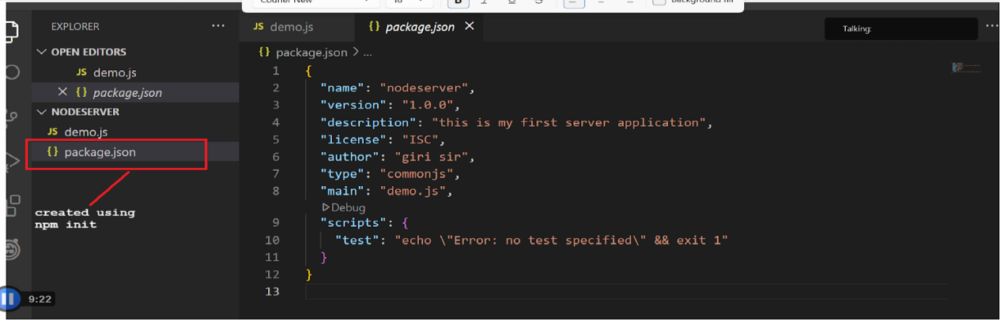 Courier New 18 B I U S Background fill
EXPLORER ...
JS demo.js
{} package.json ×
Talking:
...
OPEN EDITORS
JS demo.js
× {} package.json
NODESERVER
JS demo.js
{} package.json
created using
npm init
9:22
{} package.json > ...
1 {
2 "name": "nodeserver",
3 "version": "1.0.0",
4 "description": "this is my first server application",
5 "license": "ISC",
6 "author": "giri sir",
7 "type": "commonjs",
8 "main": "demo.js",
Debug
9 "scripts": {
10 "test": "echo \"Error: no test specified\" && exit 1"
11 }
12 }
13